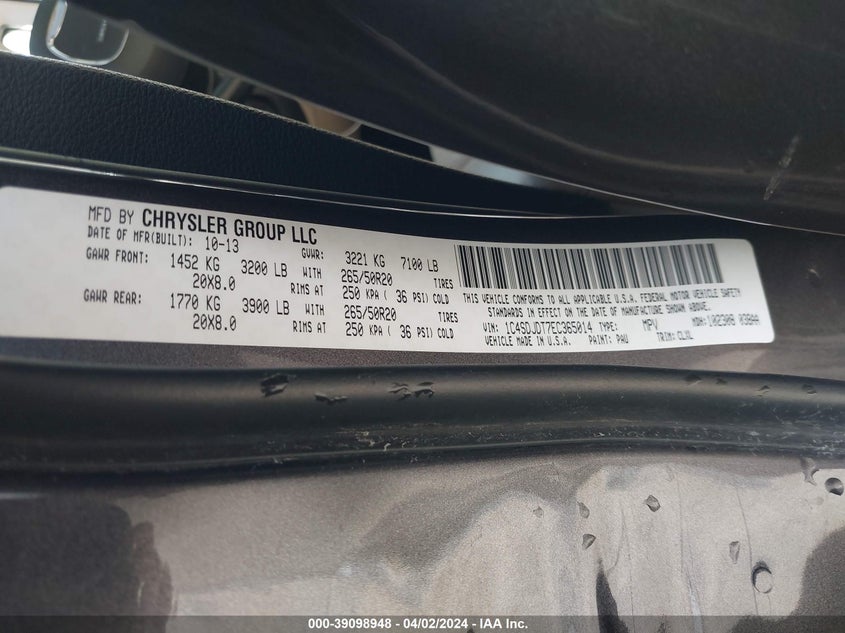 MFD BY CHRYSLER GROUP LLC
DATE OF MFR(BUILT): 10-13 GVWR: 3221 KG 7100 LB
GAWR FRONT: 1452 KG 3200 LB WITH 265/50R20 TIRES
20X8.0 RIMS AT 250 KPA ( 36 PSI) COLD
GAWR REAR: 1770 KG 3900 LB WITH 265/50R20 TIRES
20X8.0 RIMS AT 250 KPA ( 36 PSI) COLD
THIS VEHICLE CONFORMS TO ALL APPLICABLE U.S.A. FEDERAL MOTOR VEHICLE SAFETY
STANDARDS IN EFFECT ON THE DATE OF MANUFACTURE SHOWN ABOVE.
VIN: 1C4SDJDT7EC365014 TYPE: MPV MDH: 102308 038AA
VEHICLE MADE IN U.S.A. PAINT: PAU TRIM:
000-39098948 - 04/02/2024 - IAA Inc.